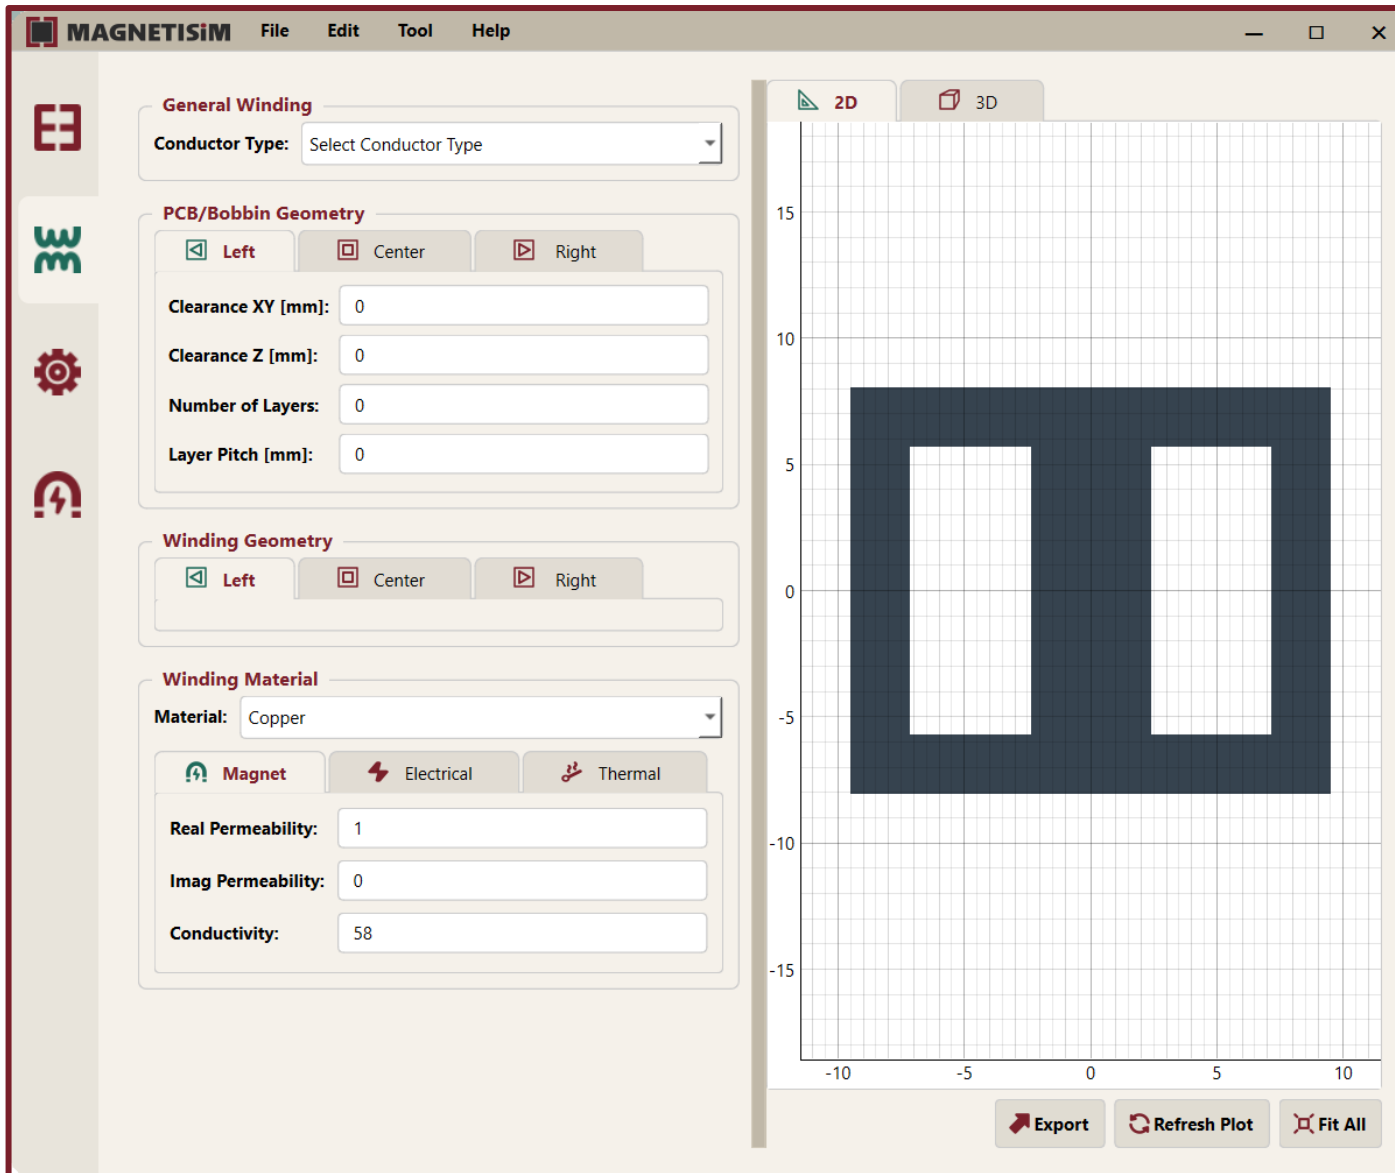 MAGNETISiM File Edit Tool Help
General Winding
Conductor Type: Select Conductor Type
PCB/Bobbin Geometry
Left Center Right
Clearance XY [mm]: 0
Clearance Z [mm]: 0
Number of Layers: 0
Layer Pitch [mm]: 0
Winding Geometry
Left Center Right
Winding Material
Material: Copper
Magnet Electrical Thermal
Real Permeability: 1
Imag Permeability: 0
Conductivity: 58
2D 3D
15
10
5
0
-5
-10
-15
-10 -5 0 5 10
Export Refresh Plot Fit All